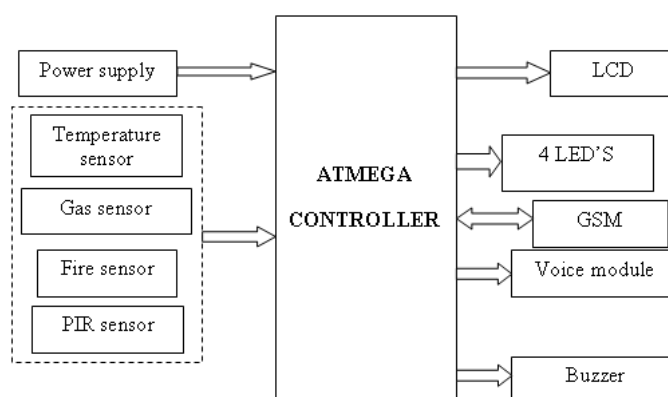 Power supply
Temperature
sensor
Gas sensor
Fire sensor
PIR sensor
ATMEGA
CONTROLLER
LCD
4 LED'S
GSM
Voice module
Buzzer